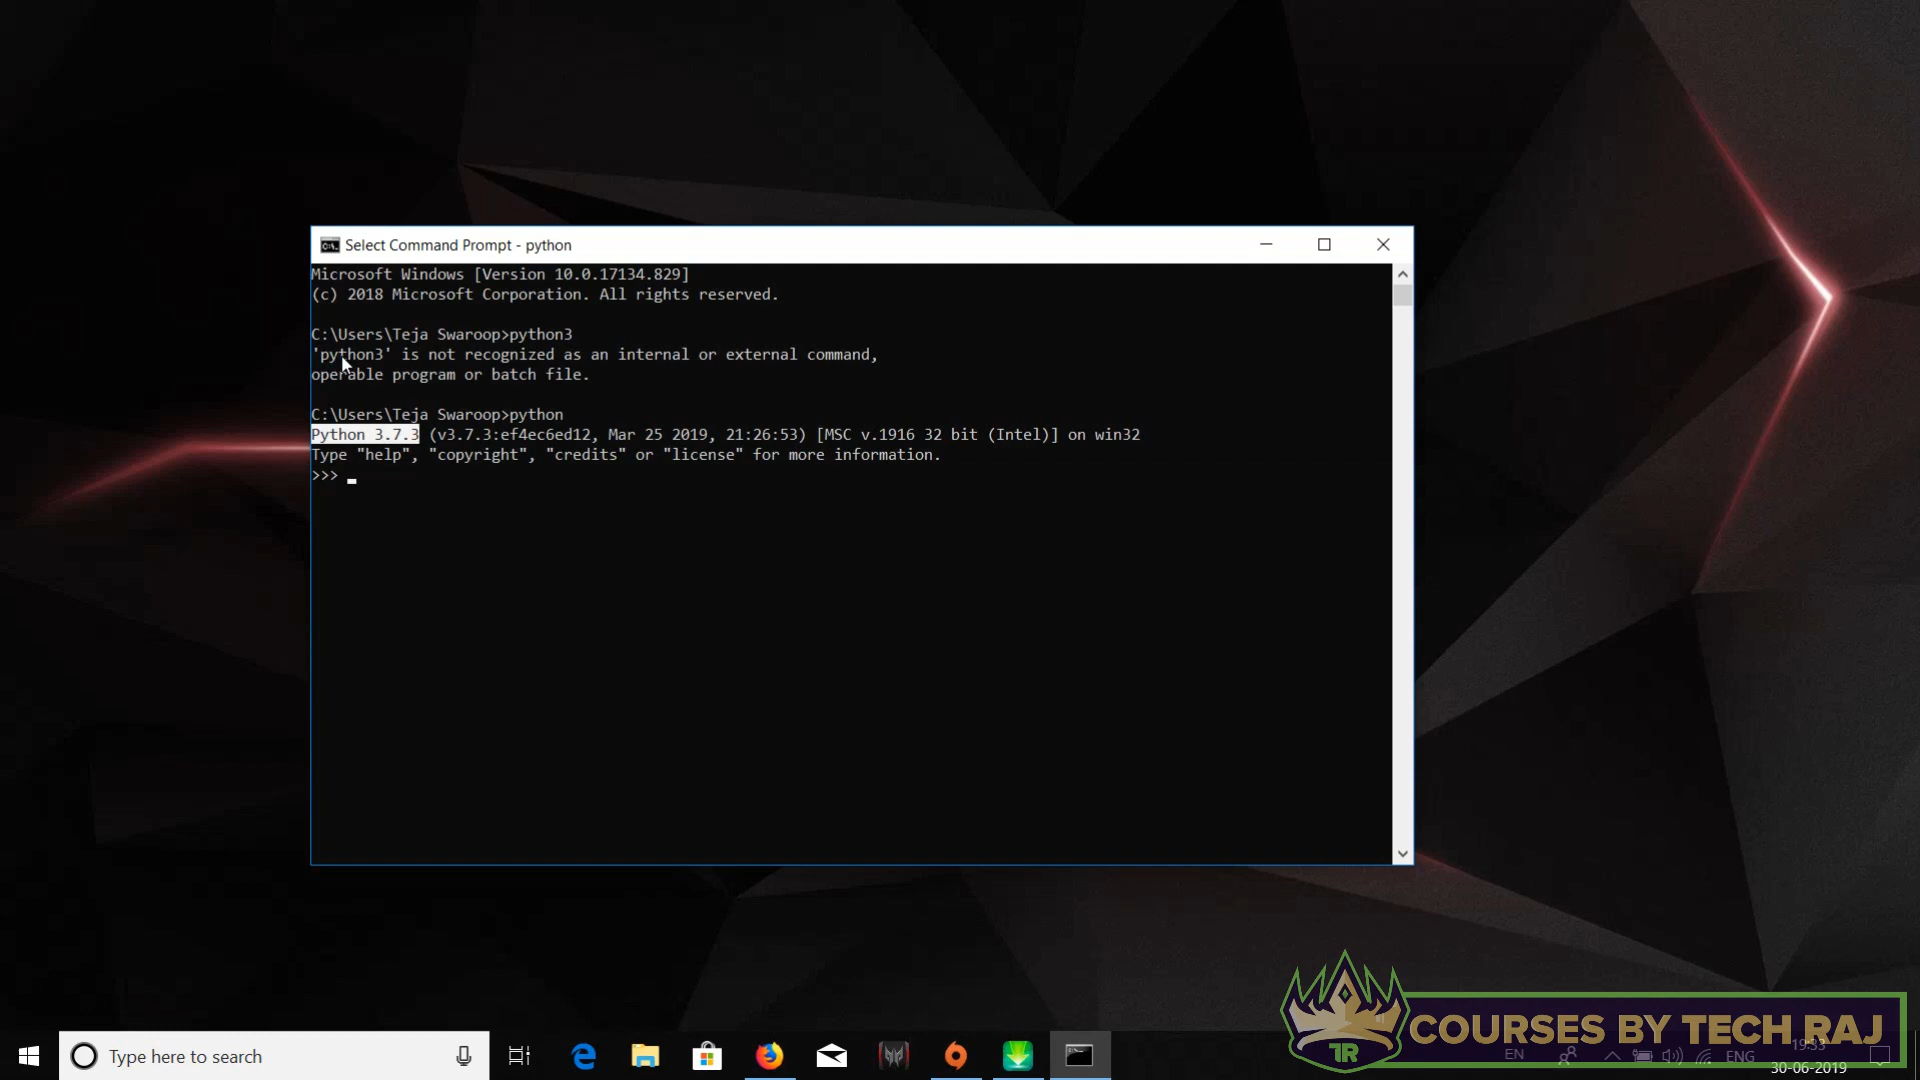 Select Command Prompt - python
Microsoft Windows [Version 10.0.17134.829]
(c) 2018 Microsoft Corporation. All rights reserved.
C:\Users\Teja Swaroop>python3
'python3' is not recognized as an internal or external command,
operable program or batch file.
C:\Users\Teja Swaroop>python
Python 3.7.3 (v3.7.3:ef4ec6ed12, Mar 25 2019, 21:26:53) [MSC v.1916 32 bit (Intel)] on win32
Type "help", "copyright", "credits" or "license" for more information.
>>>
TR
COURSES BY TECH RAJ
Type here to search
EN
ENG
19:33
30-06-2019